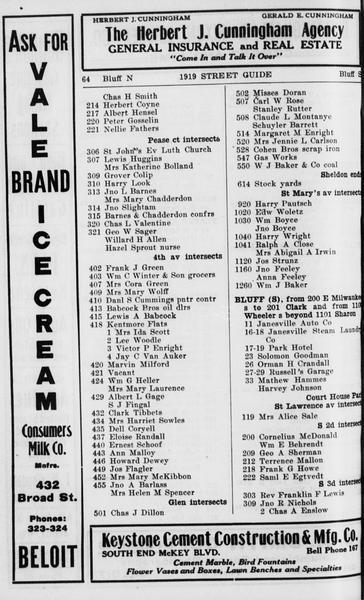 HERBERT J. CUNNINGHAM GERALD E. CUNNINGHAM
The Herbert J. Cunningham Agency
GENERAL INSURANCE and REAL ESTATE
"Come in and Talk It Over"
ASK FOR
VALE
BRAND
ICE CREAM
Consumers
Milk Co.
Mfrs.
432
Broad St.
Phones:
323-324
BELOIT
64 Bluff N 1919 STREET GUIDE Bluff S
Chas H Smith
214 Herbert Coyne
217 Albert Hensel
220 Peter Gosselin
221 Nellie Fathers
Pease ct intersects
306 St John's Ev Luth Church
307 Lewis Huggins
Mrs Katherine Bolland
309 Grover Colip
310 Harry Look
313 Jno L Barnes
Mrs Mary Chadderdon
314 Jno Slightam
315 Barnes & Chadderdon confrs
320 Chas L Valentine
321 Geo W Sager
Willard H Allen
Hazel Sprout nurse
4th av intersects
402 Frank J Green
403 Wm C Winter & Son grocers
407 Mrs Cora Green
409 Mrs Mary Wolff
410 Danl S Cummings pntr contr
413 Babcock Bros oil dlrs
415 Lewis A Babcock
418 Kentmore Flats
1 Mrs Ida Scott
2 Lee Woodle
3 Victor P Enright
4 Jay C Van Auker
420 Marvin Milford
421 Vacant
424 Wm G Heller
Mrs Mary Laurence
429 Albert L Gage
S J Fingal
432 Clark Tibbets
434 Mrs Harriet Sowles
435 Dell Coryell
437 Eloise Randall
440 Ernest Schoof
443 Ann Malloy
446 Howard Dewey
449 Jos Flagler
452 Mrs Mary McKibbon
455 Jno A Barlass
Mrs Helen M Spencer
Glen intersects
501 Chas J Dillon
502 Misses Doran
507 Carl W Rose
Stanley Rutter
508 Claude L Montanye
Schuyler Barrett
514 Margaret M Enright
520 Mrs Jennie L Carlson
528 Cohen Bros scrap iron
547 Gas Works
550 W J Baker & Co coal
Sheldon ends
614 Stock yards
St Mary's av intersects
920 Harry Pautsch
1020 Edw Woletz
1030 Wm Boyce
Jno Boyce
1040 Harry Wright
1041 Ralph A Close
Mrs Abigail A Irwin
1120 Jos Strunz
1160 Jno Feeley
Anna Feeley
1260 Wm J Baker
BLUFF (S), from 200 E Milwaukee
s to 201 Clark and from 1101
Wheeler s beyond 1101 Sharon
11 Janesville Auto Co
16-18 Janesville Steam Laundry
Co
17-19 Park Hotel
23 Solomon Goodman
26 Orman H Crandall
27-29 Russell's Garage
33 Mathew Hammes
Harvey Johnson
Court House Park
St Lawrence av intersects
119 Mrs Alice Sale
S 2d intersects
200 Cornelius McDonald
Wm E Behrendt
209 Geo A Sherman
212 Terrence Mallon
218 Frank G Howe
222 Saml E Egtvedt
S 3d intersects
303 Rev Franklin F Lewis
309 Jno R Nichols
2 Chas A Enslow
Keystone Cement Construction & Mfg. Co.
SOUTH END McKEY BLVD. Bell Phone 167
Cement Marble, Bird Fountains
Flower Vases and Boxes, Lawn Benches and Specialties